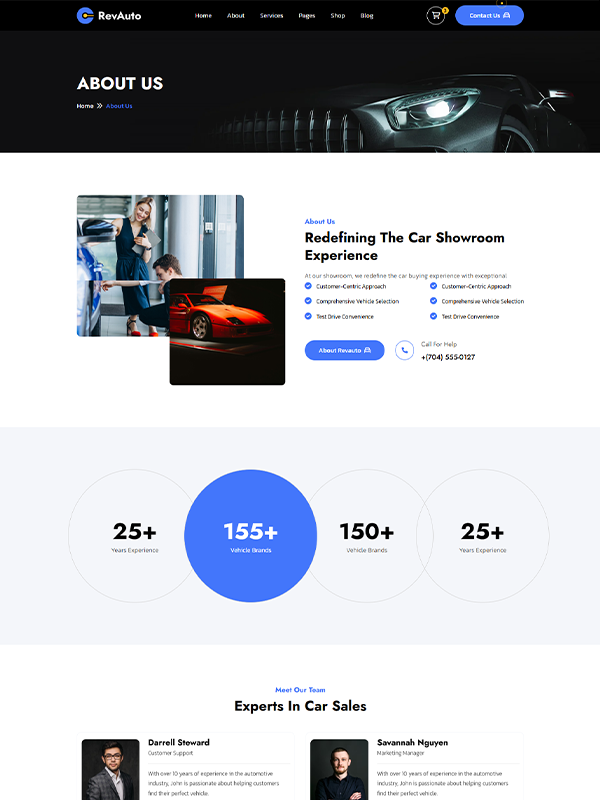 RevAuto
Home About Services Pages Shop Blog
Contact Us
ABOUT US
Home About Us
About Us
Redefining The Car Showroom
Experience
At our showroom, we redefine the car buying experience with exceptional
Customer-Centric Approach Customer-Centric Approach
Comprehensive Vehicle Selection Comprehensive Vehicle Selection
Test Drive Convenience Test Drive Convenience
About Revauto
Call For Help
+(704) 555-0127
25+ 155+ 150+ 25+
Years Experience Vehicle Brands Vehicle Brands Years Experience
Meet Our Team
Experts In Car Sales
Darrell Steward
Customer Support
With over 10 years of experience in the automotive
industry, John is passionate about helping customers
find their perfect vehicle.
Savannah Nguyen
Marketing Manager
With over 10 years of experience in the automotive
industry, John is passionate about helping customers
find their perfect vehicle.